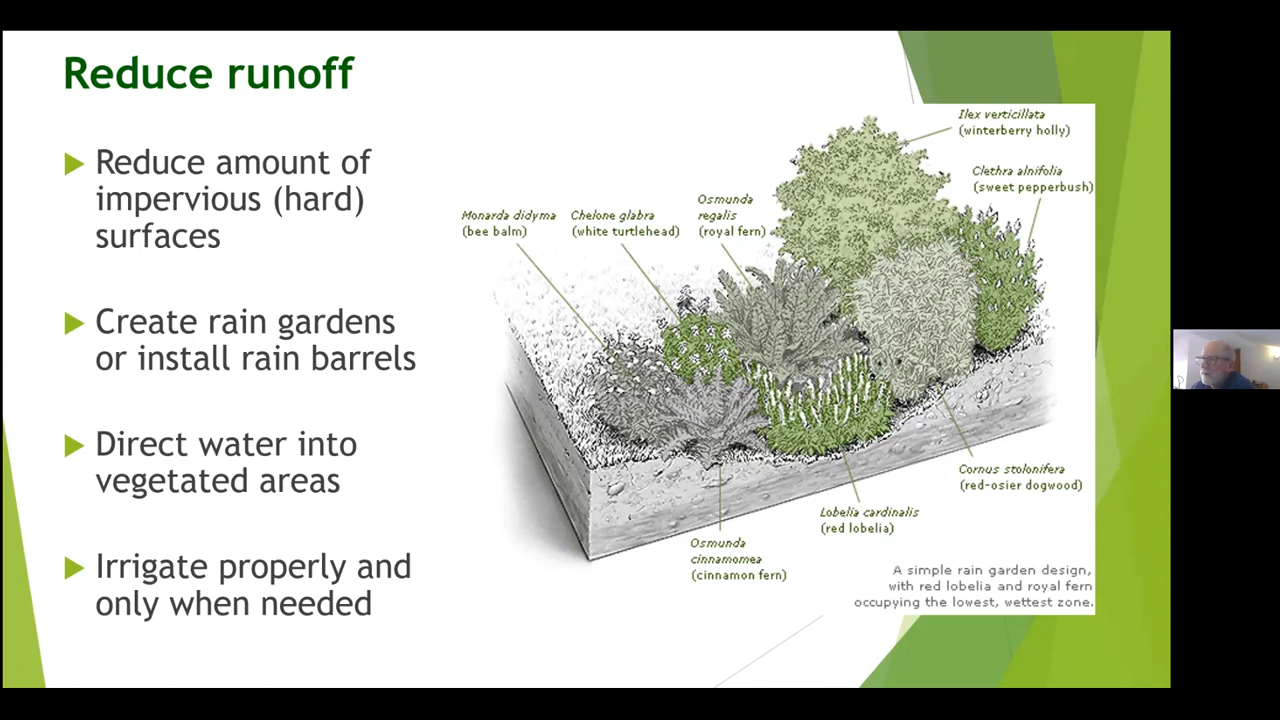 Reduce runoff
Reduce amount of
impervious (hard)
surfaces
Create rain gardens
or install rain barrels
Direct water into
vegetated areas
Irrigate properly and
only when needed
Ilex verticillata
(winterberry holly)
Clethra alnifolia
(sweet pepperbush)
Osmunda
regalis
(royal fern)
Monarda didyma
(bee balm)
Chelone glabra
(white turtlehead)
Cornus stolonifera
(red-osier dogwood)
Lobelia cardinalis
(red lobelia)
Osmunda
cinnamomea
(cinnamon fern)
A simple rain garden design,
with red lobelia and royal fern
occupying the lowest, wettest zone.